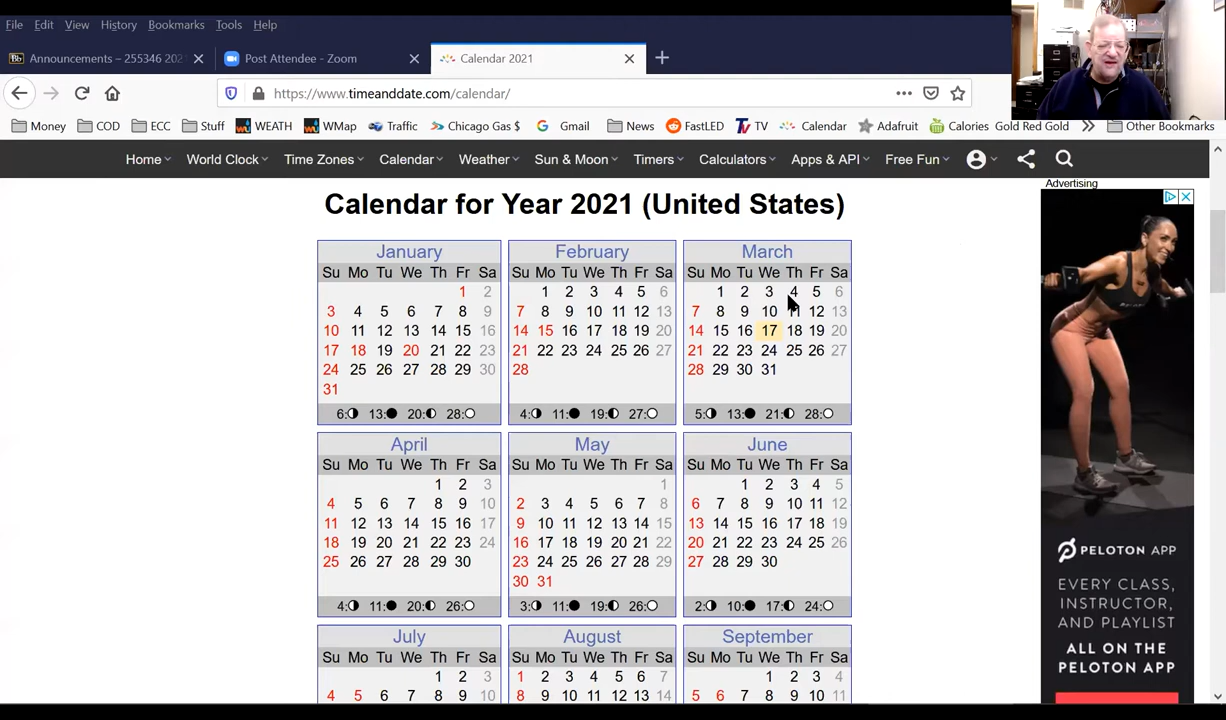 File Edit View History Bookmarks Tools Help
Announcements – 255346 202
Post Attendee - Zoom
Calendar 2021
https://www.timeanddate.com/calendar/
Money COD ECC Stuff WEATH WMap Traffic Chicago Gas $ Gmail News FastLED TV Calendar Adafruit Calories Gold Red Gold Other Bookmarks
Home World Clock Time Zones Calendar Weather Sun & Moon Timers Calculators Apps & API Free Fun
Advertising
Calendar for Year 2021 (United States)
January February March
Su Mo Tu We Th Fr Sa Su Mo Tu We Th Fr Sa Su Mo Tu We Th Fr Sa
1 2 1 2 3 4 5 6 1 2 3 4 5 6
3 4 5 6 7 8 9 7 8 9 10 11 12 13 7 8 9 10 11 12 13
10 11 12 13 14 15 16 14 15 16 17 18 19 20 14 15 16 17 18 19 20
17 18 19 20 21 22 23 21 22 23 24 25 26 27 21 22 23 24 25 26 27
24 25 26 27 28 29 30 28 28 29 30 31
31
6: 13: 20: 28: 4: 11: 19: 27: 5: 13: 21: 28:
April May June
Su Mo Tu We Th Fr Sa Su Mo Tu We Th Fr Sa Su Mo Tu We Th Fr Sa
1 2 3 1 1 2 3 4 5
4 5 6 7 8 9 10 2 3 4 5 6 7 8 6 7 8 9 10 11 12
11 12 13 14 15 16 17 9 10 11 12 13 14 15 13 14 15 16 17 18 19
18 19 20 21 22 23 24 16 17 18 19 20 21 22 20 21 22 23 24 25 26
25 26 27 28 29 30 23 24 25 26 27 28 29 27 28 29 30
30 31
4: 11: 20: 26: 3: 11: 19: 26: 2: 10: 17: 24:
July August September
Su Mo Tu We Th Fr Sa Su Mo Tu We Th Fr Sa Su Mo Tu We Th Fr Sa
1 2 3 1 2 3 4 5 6 7 1 2 3 4
4 5 6 7 8 9 10 8 9 10 11 12 13 14 5 6 7 8 9 10 11
PELOTON APP
EVERY CLASS,
INSTRUCTOR,
AND PLAYLIST
ALL ON THE
PELOTON APP